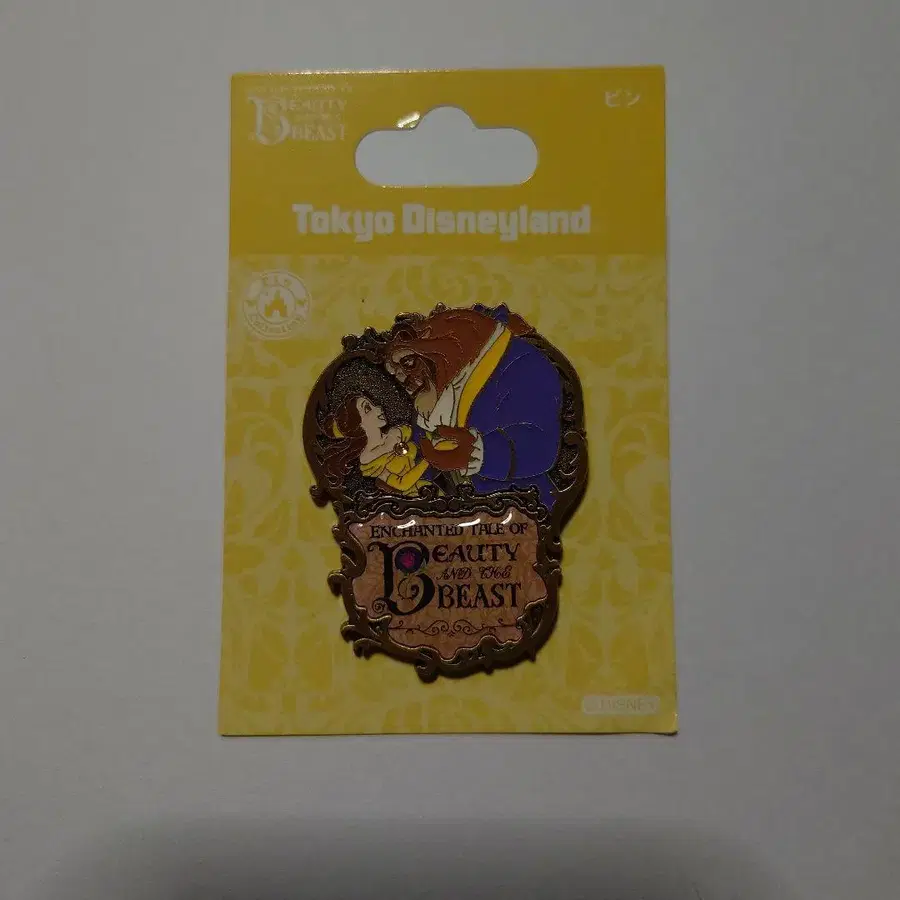 BEAUTY
BEAST
ピン
Tokyo Disneyland
ENCHANTED TALE OF
BEAUTY
AND THE
BEAST
© DISNEY